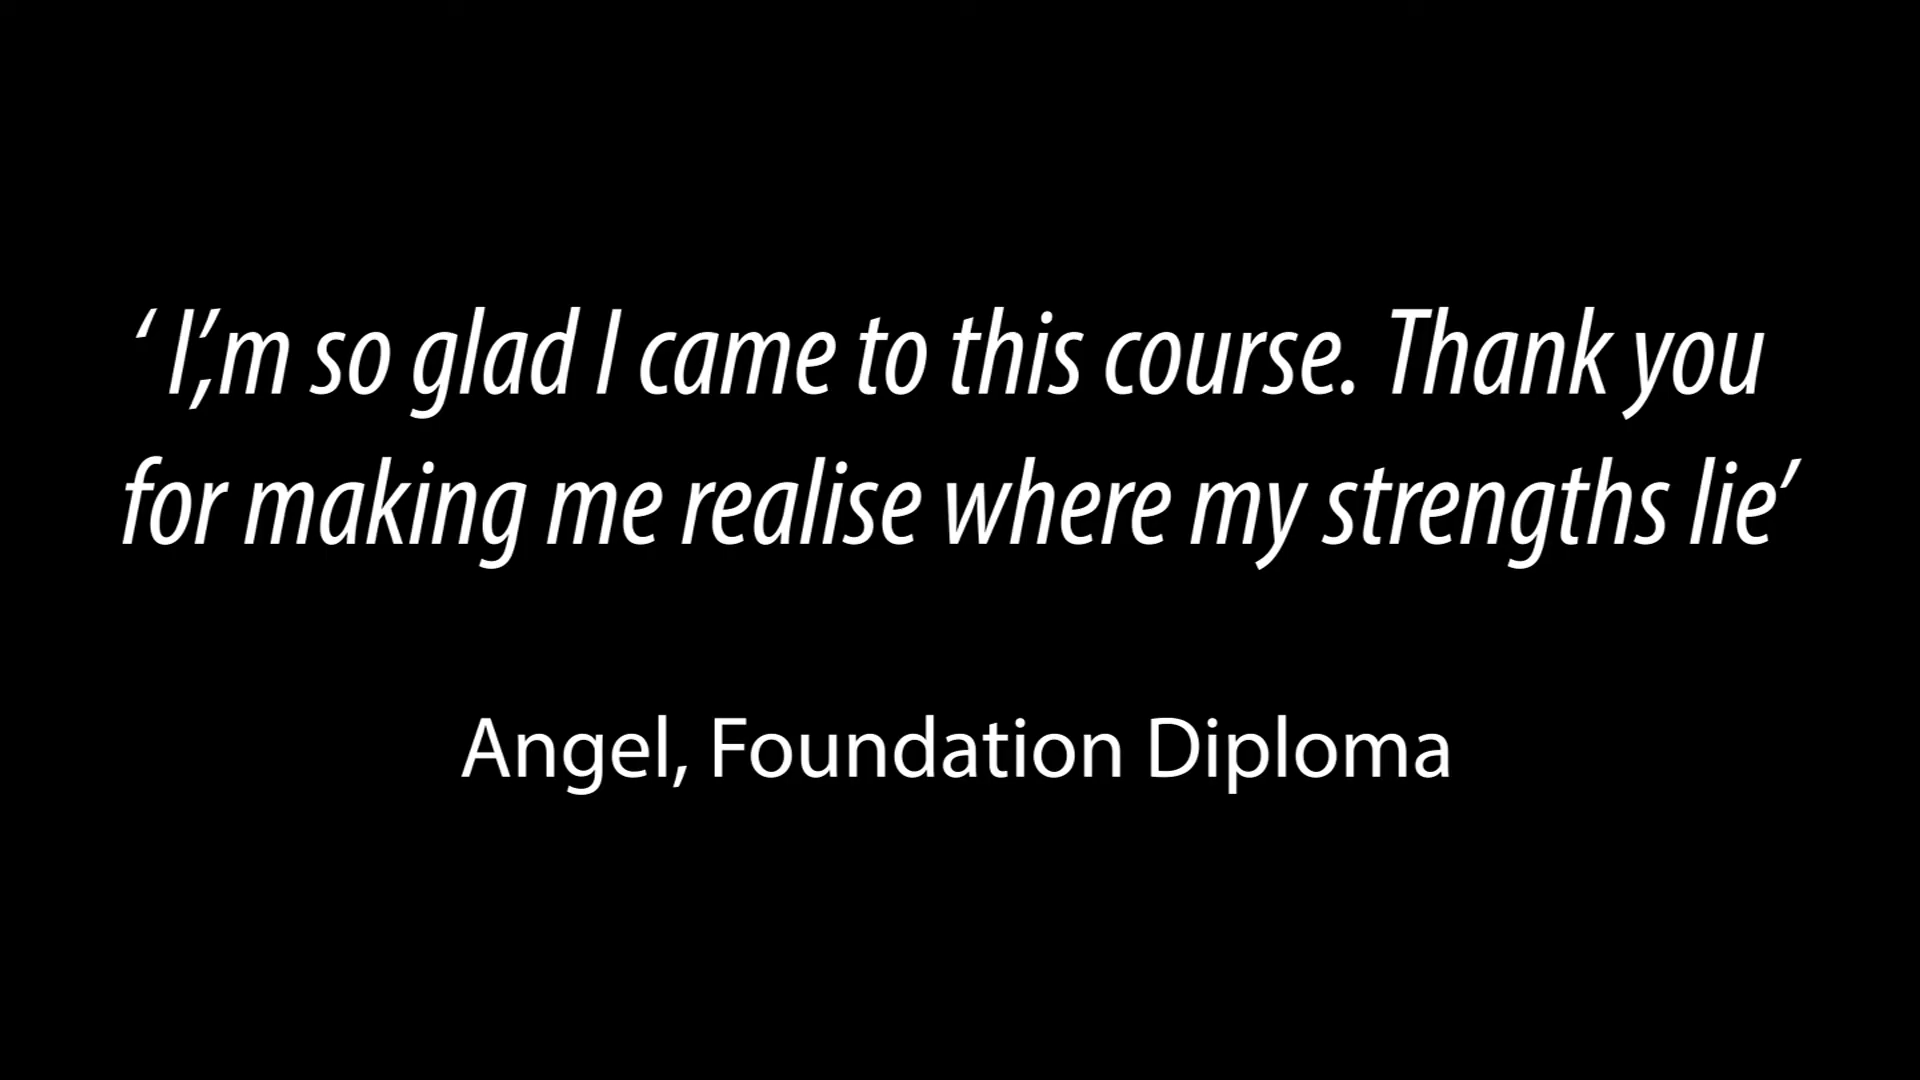 ‘ I’,m so glad I came to this course. Thank you
for making me realise where my strengths lie’
Angel, Foundation Diploma